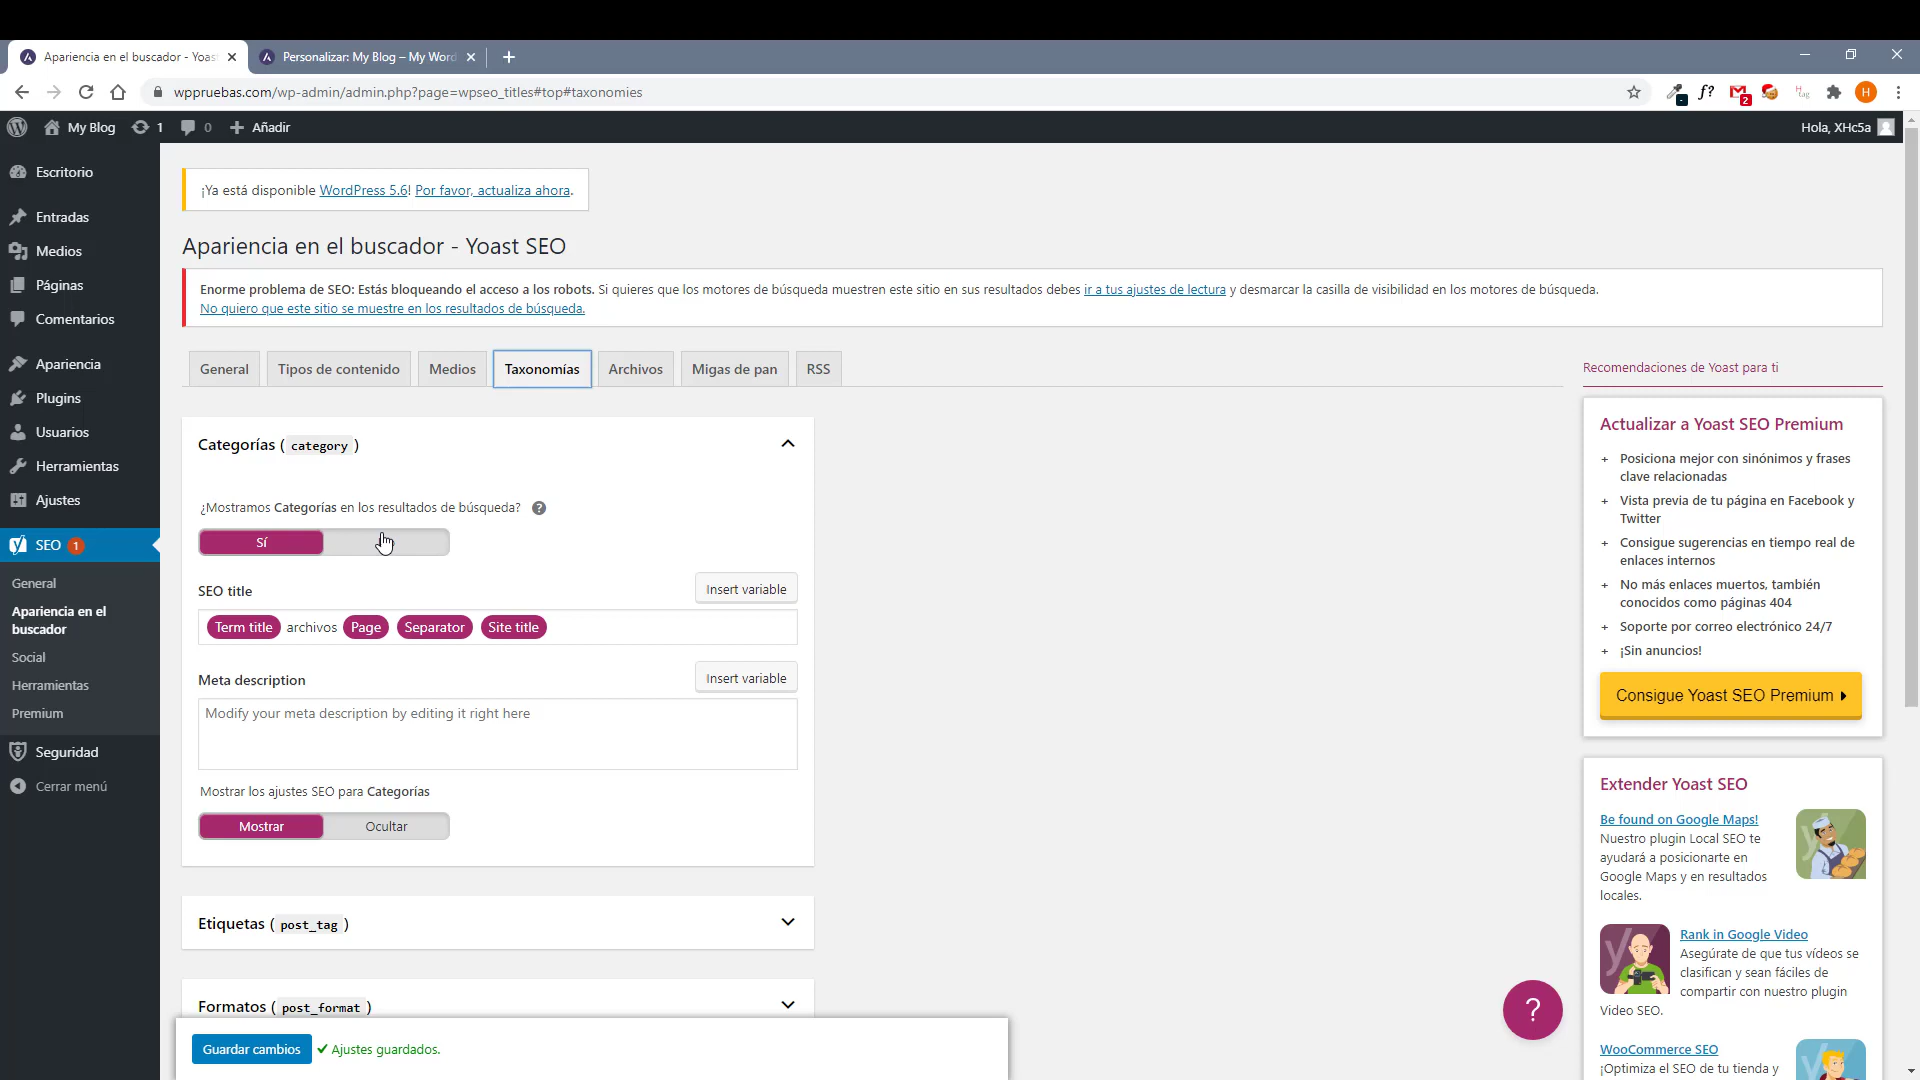 Apariencia en el buscador - Yoas
Personalizar: My Blog – My Word
wppruebas.com/wp-admin/admin.php?page=wpseo_titles#top#taxonomies
f?
2
H
My Blog
1
0
Añadir
Hola, XHc5a
Escritorio
Entradas
Medios
Páginas
Comentarios
Apariencia
Plugins
Usuarios
Herramientas
Ajustes
SEO 1
General
Apariencia en el
buscador
Social
Herramientas
Premium
Seguridad
Cerrar menú
¡Ya está disponible WordPress 5.6! Por favor, actualiza ahora.
Apariencia en el buscador - Yoast SEO
Enorme problema de SEO: Estás bloqueando el acceso a los robots. Si quieres que los motores de búsqueda muestren este sitio en sus resultados debes ir a tus ajustes de lectura y desmarcar la casilla de visibilidad en los motores de búsqueda.
No quiero que este sitio se muestre en los resultados de búsqueda.
General
Tipos de contenido
Medios
Taxonomías
Archivos
Migas de pan
RSS
Categorías ( category )
¿Mostramos Categorías en los resultados de búsqueda? ?
Sí
SEO title
Insert variable
Term title archivos Page Separator Site title
Meta description
Insert variable
Modify your meta description by editing it right here
Mostrar los ajustes SEO para Categorías
Mostrar
Ocultar
Etiquetas ( post_tag )
Formatos ( post_format )
Guardar cambios
✔ Ajustes guardados.
Recomendaciones de Yoast para ti
Actualizar a Yoast SEO Premium
+ Posiciona mejor con sinónimos y frases
clave relacionadas
+ Vista previa de tu página en Facebook y
Twitter
+ Consigue sugerencias en tiempo real de
enlaces internos
+ No más enlaces muertos, también
conocidos como páginas 404
+ Soporte por correo electrónico 24/7
+ ¡Sin anuncios!
Consigue Yoast SEO Premium
Extender Yoast SEO
Be found on Google Maps!
Nuestro plugin Local SEO te
ayudará a posicionarte en
Google Maps y en resultados
locales.
Rank in Google Video
Asegúrate de que tus vídeos se
clasifican y sean fáciles de
compartir con nuestro plugin
Video SEO.
?
WooCommerce SEO
¡Optimiza el SEO de tu tienda y